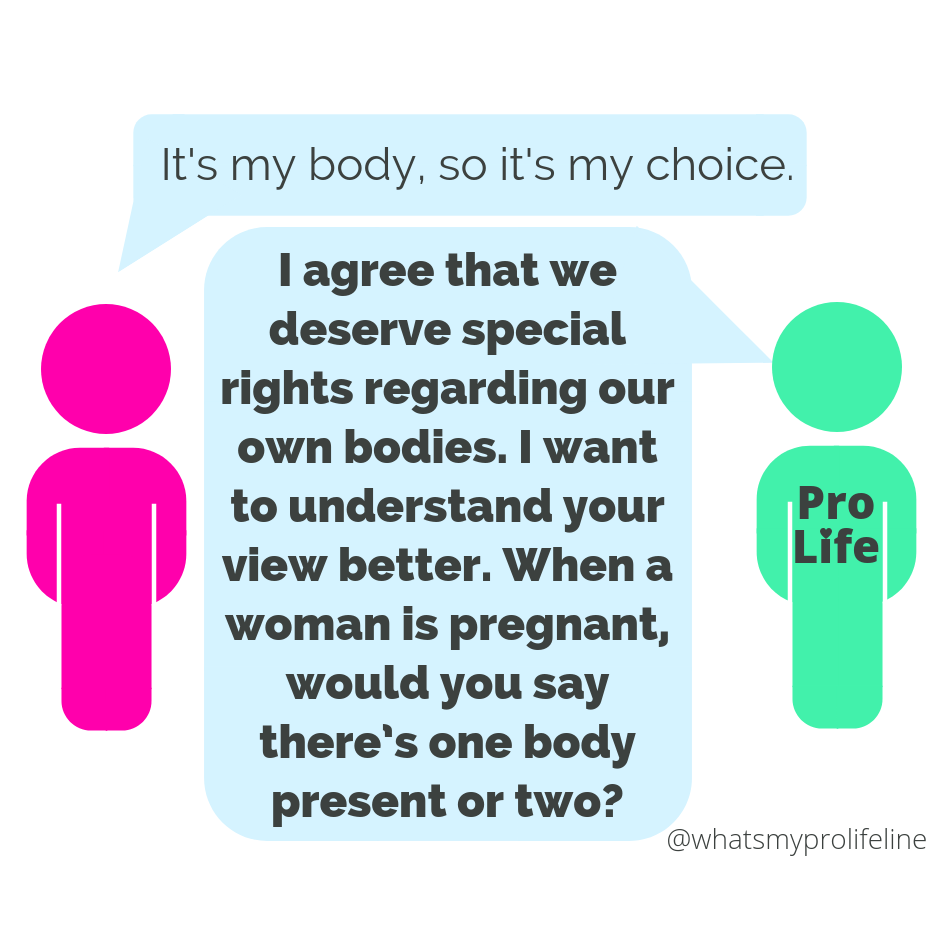 It's my body, so it's my choice.
I agree that we
deserve special
rights regarding our
own bodies. I want
to understand your
view better. When a
woman is pregnant,
would you say
there’s one body
present or two?
Pro
Life
@whatsmyprolifeline